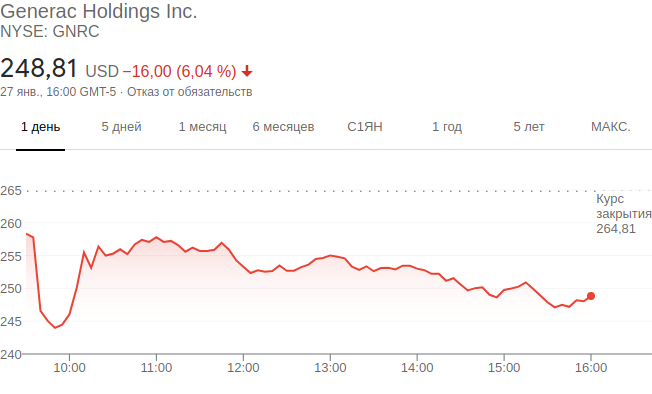 Generac Holdings Inc.
NYSE: GNRC
248,81 USD −16,00 (6,04 %)
27 янв., 16:00 GMT-5 · Отказ от обязательств
1 день 5 дней 1 месяц 6 месяцев С1ЯН 1 год 5 лет МАКС.
265
Курс
закрытия
264,81
260
255
250
245
240
10:00 11:00 12:00 13:00 14:00 15:00 16:00